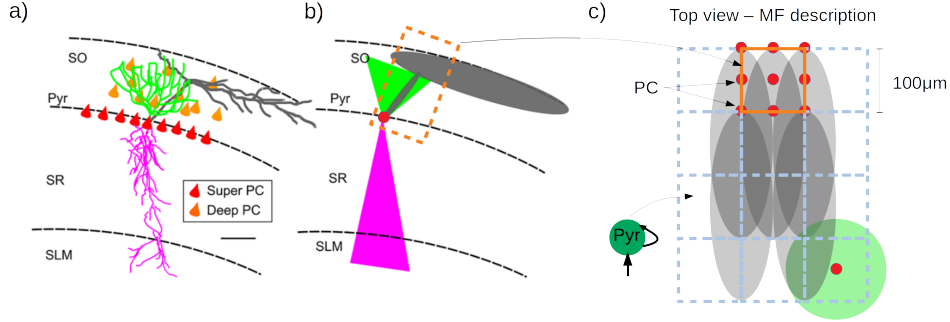 a)
SO
Pyr
SR
SLM
Super PC
Deep PC
b)
SO
Pyr
SR
SLM
c)
Top view – MF description
PC
100μm
Pyr